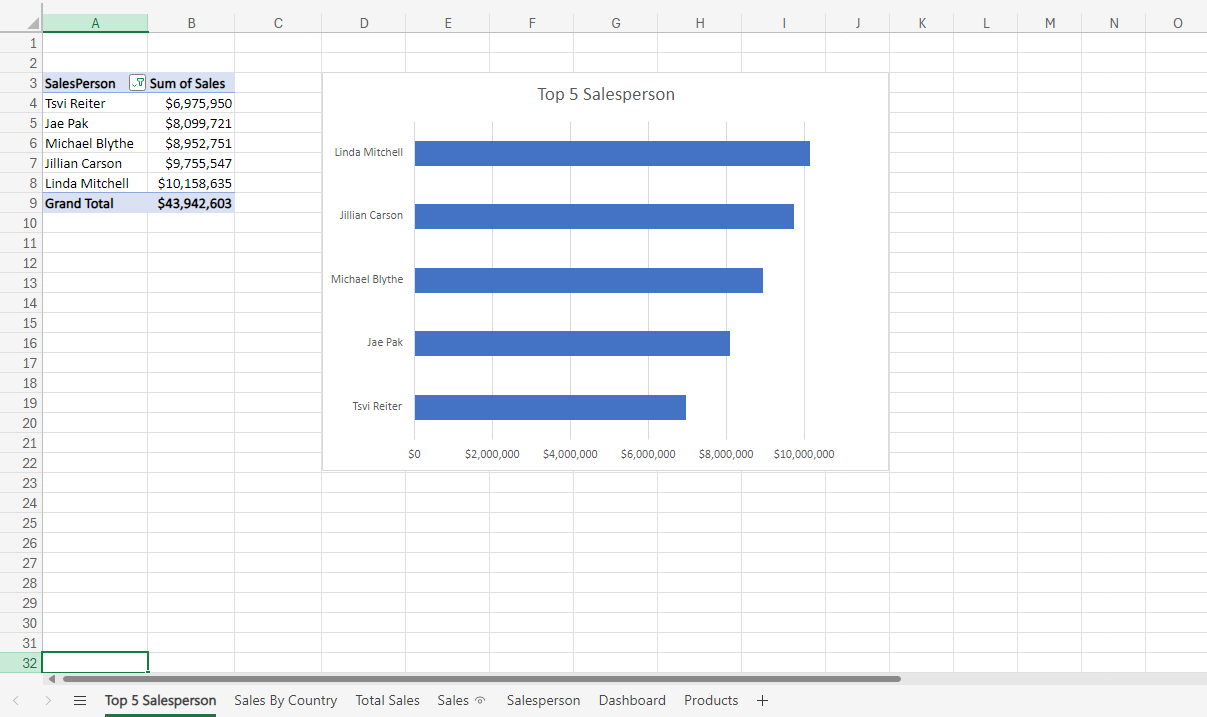 A B C D E F G H I J K L M N O
1
2
3 SalesPerson Sum of Sales
4 Tsvi Reiter $6,975,950
5 Jae Pak $8,099,721
6 Michael Blythe $8,952,751
7 Jillian Carson $9,755,547
8 Linda Mitchell $10,158,635
9 Grand Total $43,942,603
10
11
12
13
14
15
16
17
18
19
20
21
22
23
24
25
26
27
28
29
30
31
32
Top 5 Salesperson
Linda Mitchell
Jillian Carson
Michael Blythe
Jae Pak
Tsvi Reiter
$0 $2,000,000 $4,000,000 $6,000,000 $8,000,000 $10,000,000
Top 5 Salesperson Sales By Country Total Sales Sales Salesperson Dashboard Products